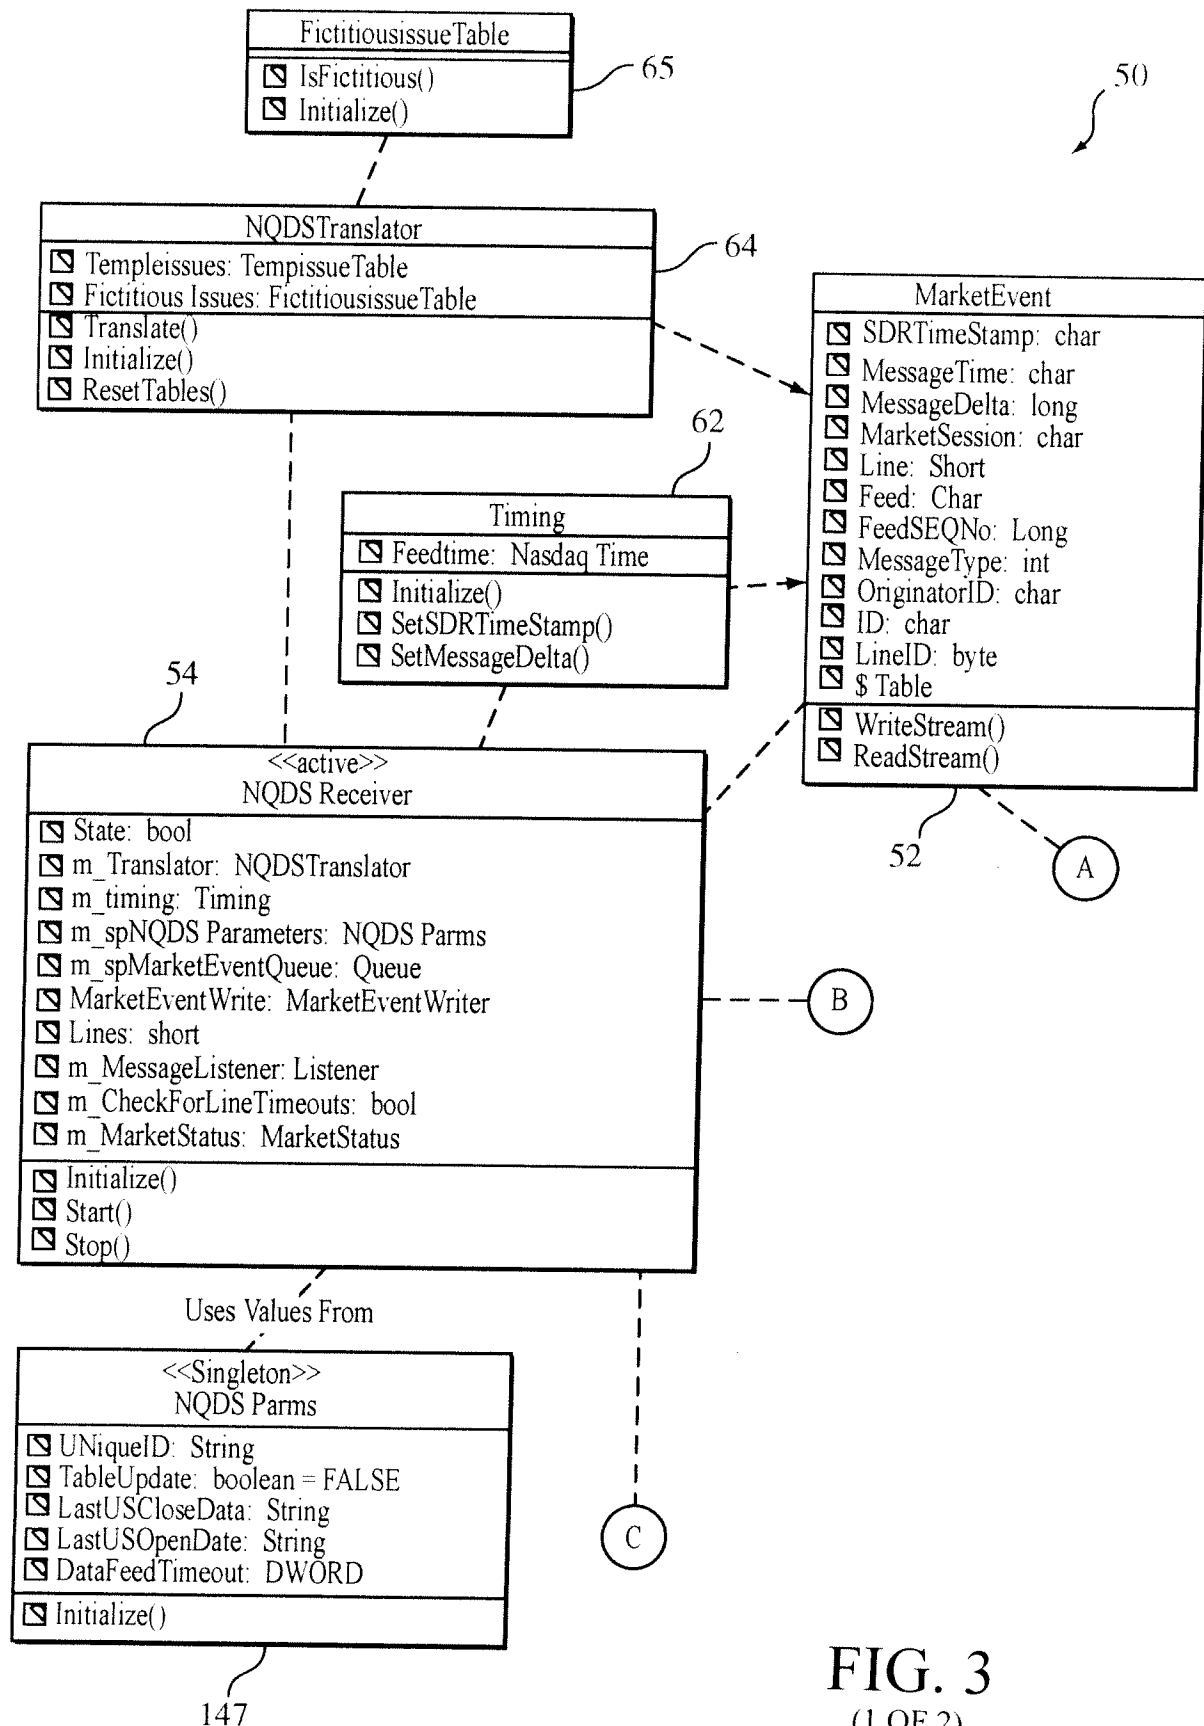 FictitiousissueTable
IsFictitious()
Initialize()
65
50
NQDSTranslator
Templeissues: TempissueTable
Fictitious Issues: FictitiousissueTable
Translate()
Initialize()
ResetTables()
64
MarketEvent
SDRTimeStamp: char
MessageTime: char
MessageDelta: long
MarketSession: char
Line: Short
Feed: Char
FeedSEQNo: Long
MessageType: int
OriginatorID: char
ID: char
LineID: byte
$ Table
WriteStream()
ReadStream()
52
A
62
Timing
Feedtime: Nasdaq Time
Initialize()
SetSDRTimeStamp()
SetMessageDelta()
54
<<active>>
NQDS Receiver
State: bool
m_Translator: NQDSTranslator
m_timing: Timing
m_spNQDS Parameters: NQDS Parms
m_spMarketEventQueue: Queue
MarketEventWrite: MarketEventWriter
Lines: short
m_MessageListener: Listener
m_CheckForLineTimeouts: bool
m_MarketStatus: MarketStatus
Initialize()
Start()
Stop()
B
Uses Values From
<<Singleton>>
NQDS Parms
UNiqueID: String
TableUpdate: boolean = FALSE
LastUSCloseData: String
LastUSOpenDate: String
DataFeedTimeout: DWORD
Initialize()
147
C
FIG. 3
(1 OF 2)